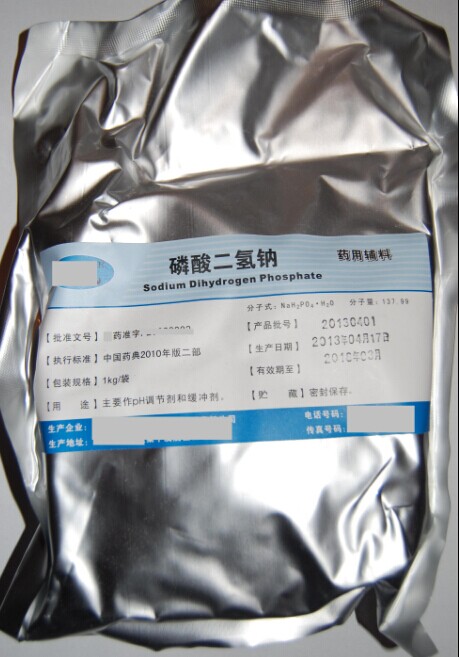 磷酸二氢钠
药用辅料
Sodium Dihydrogen Phosphate
分子式：NaH₂PO₄·H₂O 分子量：137.99
【批准文号】 药准字
【产品批号】 20130401
【执行标准】中国药典2010年版二部
【生产日期】 2013年04月17日
【包装规格】1kg/袋
【有效期至】
【用 途】主要作pH调节剂和缓冲剂。
【贮 藏】密封保存。
生产企业：
电话号码：
生产地址：
传真号码：